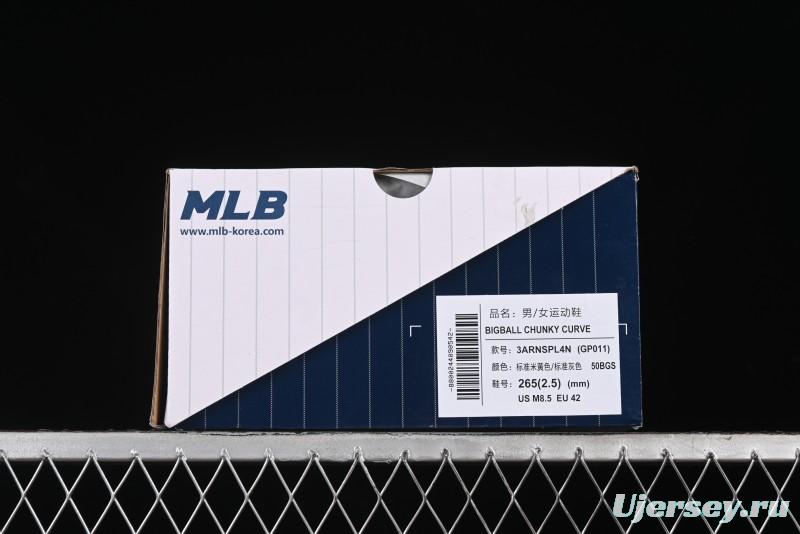 MLB
www.mlb-korea.com
品名: 男/女运动鞋
BIGBALL CHUNKY CURVE
款号: 3ARNSPL4N (GP011)
颜色: 标准米黄色/标准灰色 50BGS
鞋号: 265(2.5) (mm)
US M8.5 EU 42
-8800244090542-
Ujersey.ru